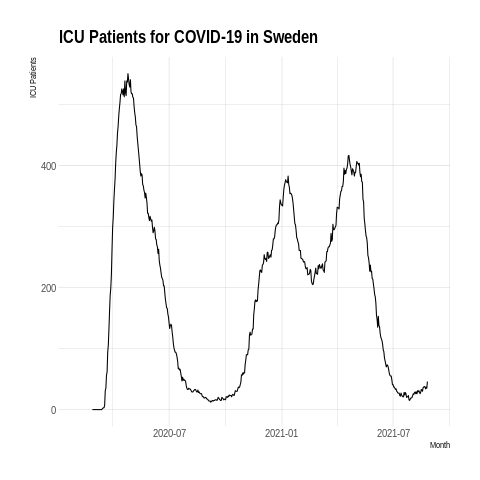 ICU Patients for COVID-19 in Sweden
ICU Patients
400
200
0
2020-07
2021-01
2021-07
Month